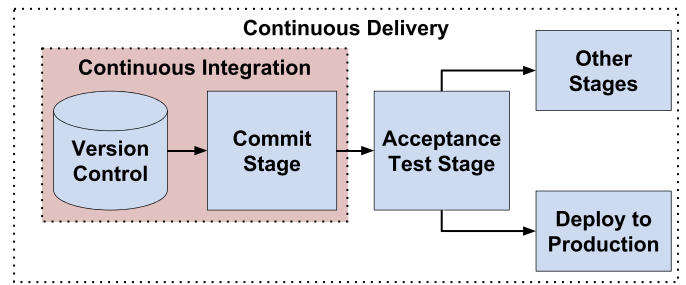 Continuous Delivery
Continuous Integration
Version
Control
Commit
Stage
Acceptance
Test Stage
Other
Stages
Deploy to
Production